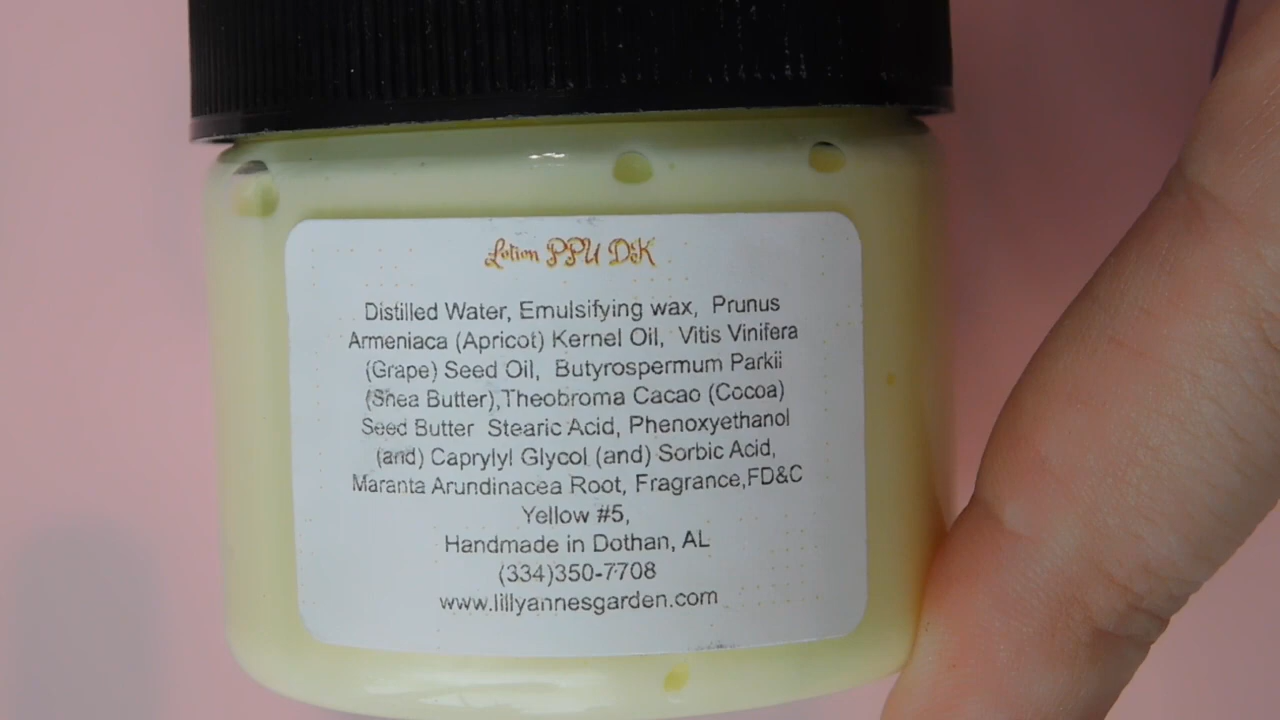 Lotion PPU D&K
Distilled Water, Emulsifying wax, Prunus
Armeniaca (Apricot) Kernel Oil, Vitis Vinifera
(Grape) Seed Oil, Butyrospermum Parkii
(Shea Butter),Theobroma Cacao (Cocoa)
Seed Butter Stearic Acid, Phenoxyethanol
(and) Caprylyl Glycol (and) Sorbic Acid,
Maranta Arundinacea Root, Fragrance,FD&C
Yellow #5,
Handmade in Dothan, AL
(334)350-7708
www.lillyannesgarden.com